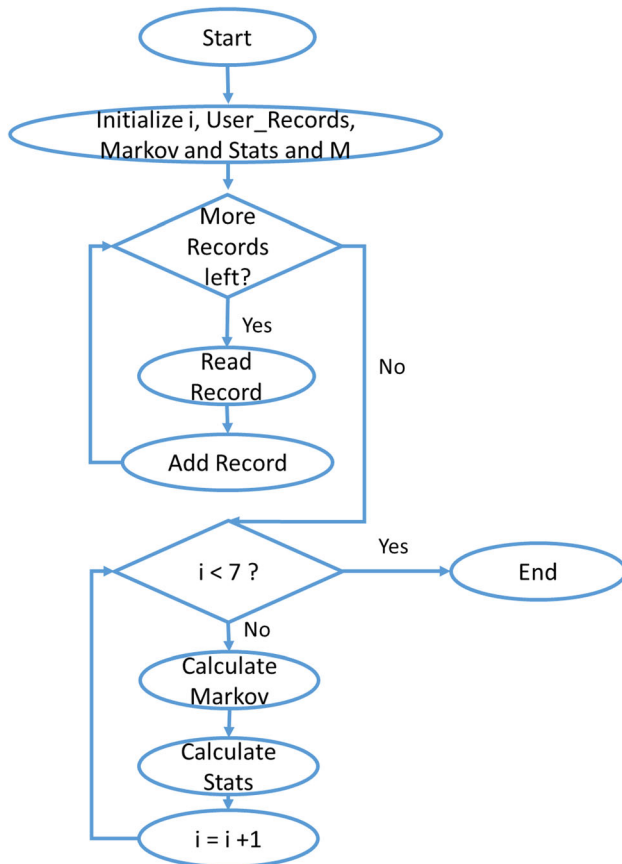 Start
Initialize i, User_Records,
Markov and Stats and M
More
Records
left?
Yes
No
Read
Record
Add Record
i < 7 ?
Yes
End
No
Calculate
Markov
Calculate
Stats
i = i +1